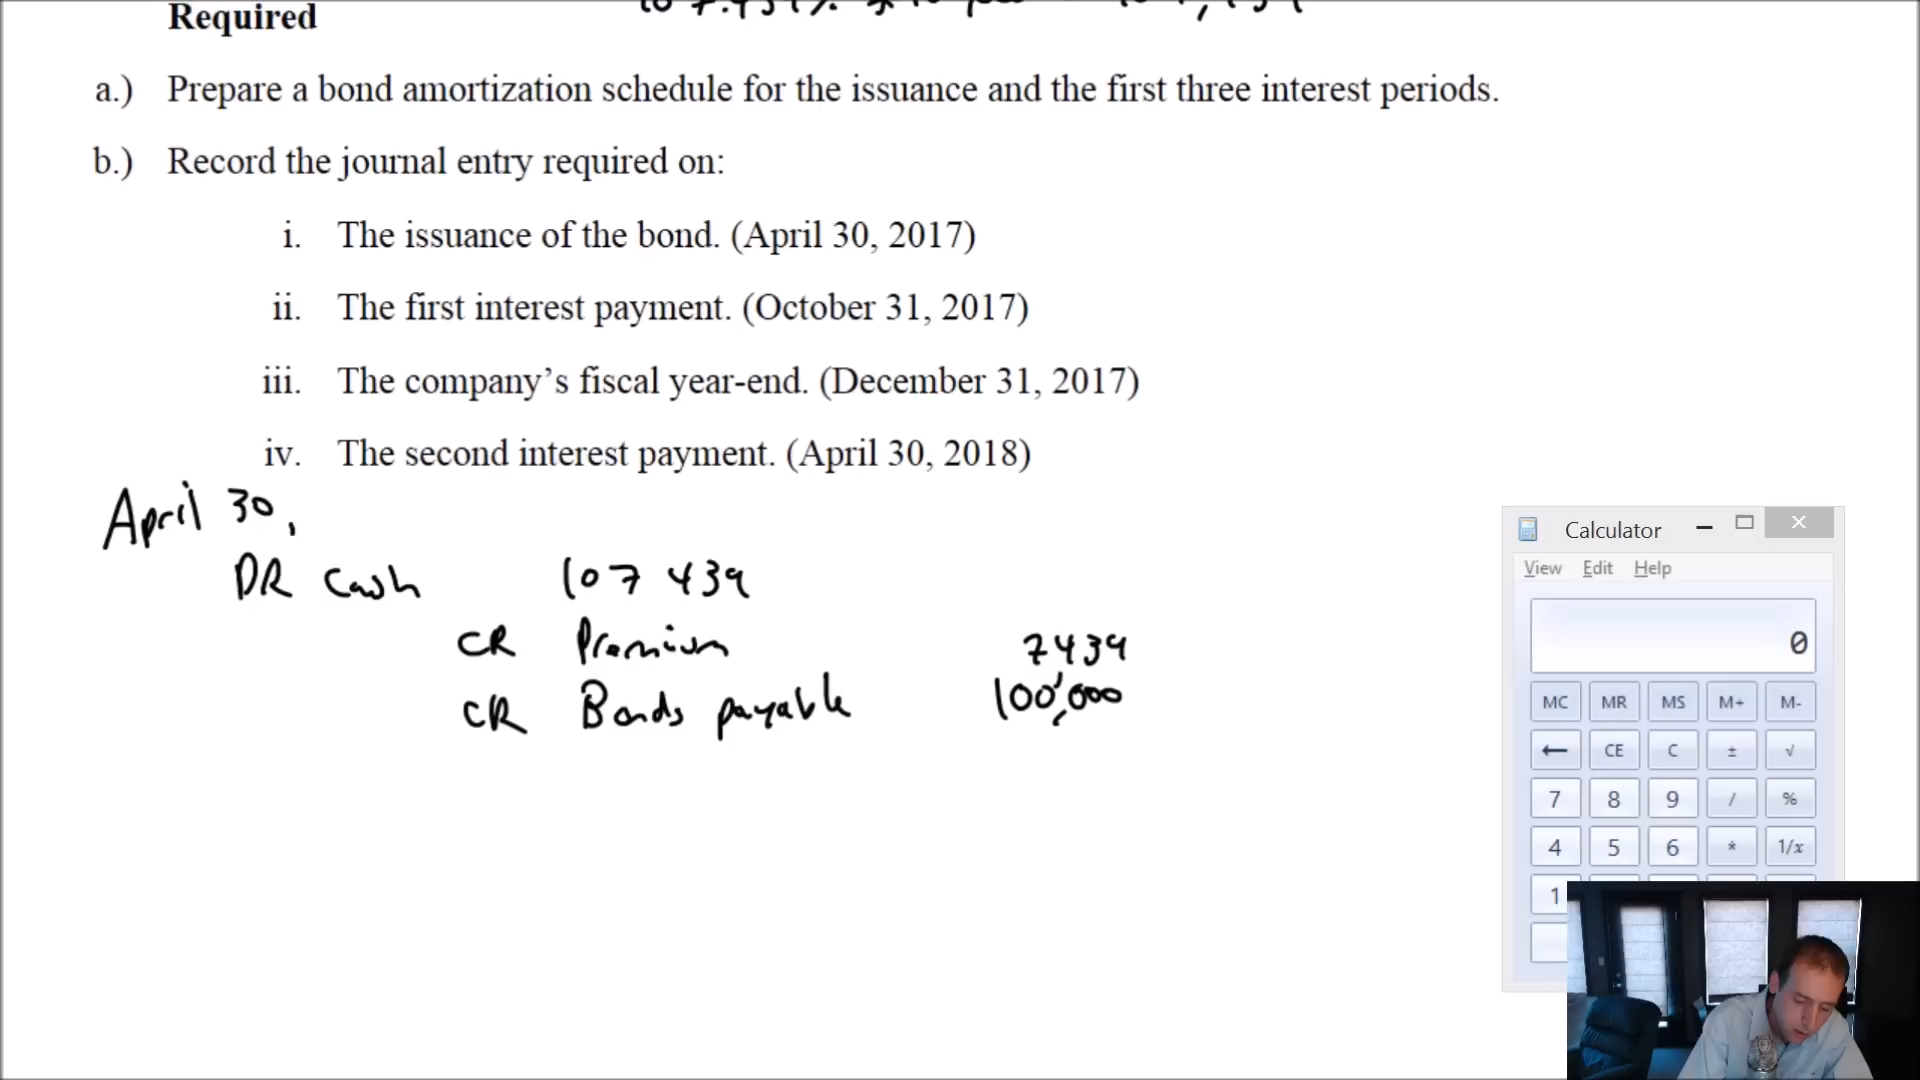 Required
a.) Prepare a bond amortization schedule for the issuance and the first three interest periods.
b.) Record the journal entry required on:
i. The issuance of the bond. (April 30, 2017)
ii. The first interest payment. (October 31, 2017)
iii. The company’s fiscal year-end. (December 31, 2017)
iv. The second interest payment. (April 30, 2018)
April 30,
DR Cash 107 439
CR Premium 7439
CR Bonds payable 100,000
Calculator
View Edit Help
0
MC MR MS M+ M-
← CE C ± √
7 8 9 / %
4 5 6 * 1/x
1